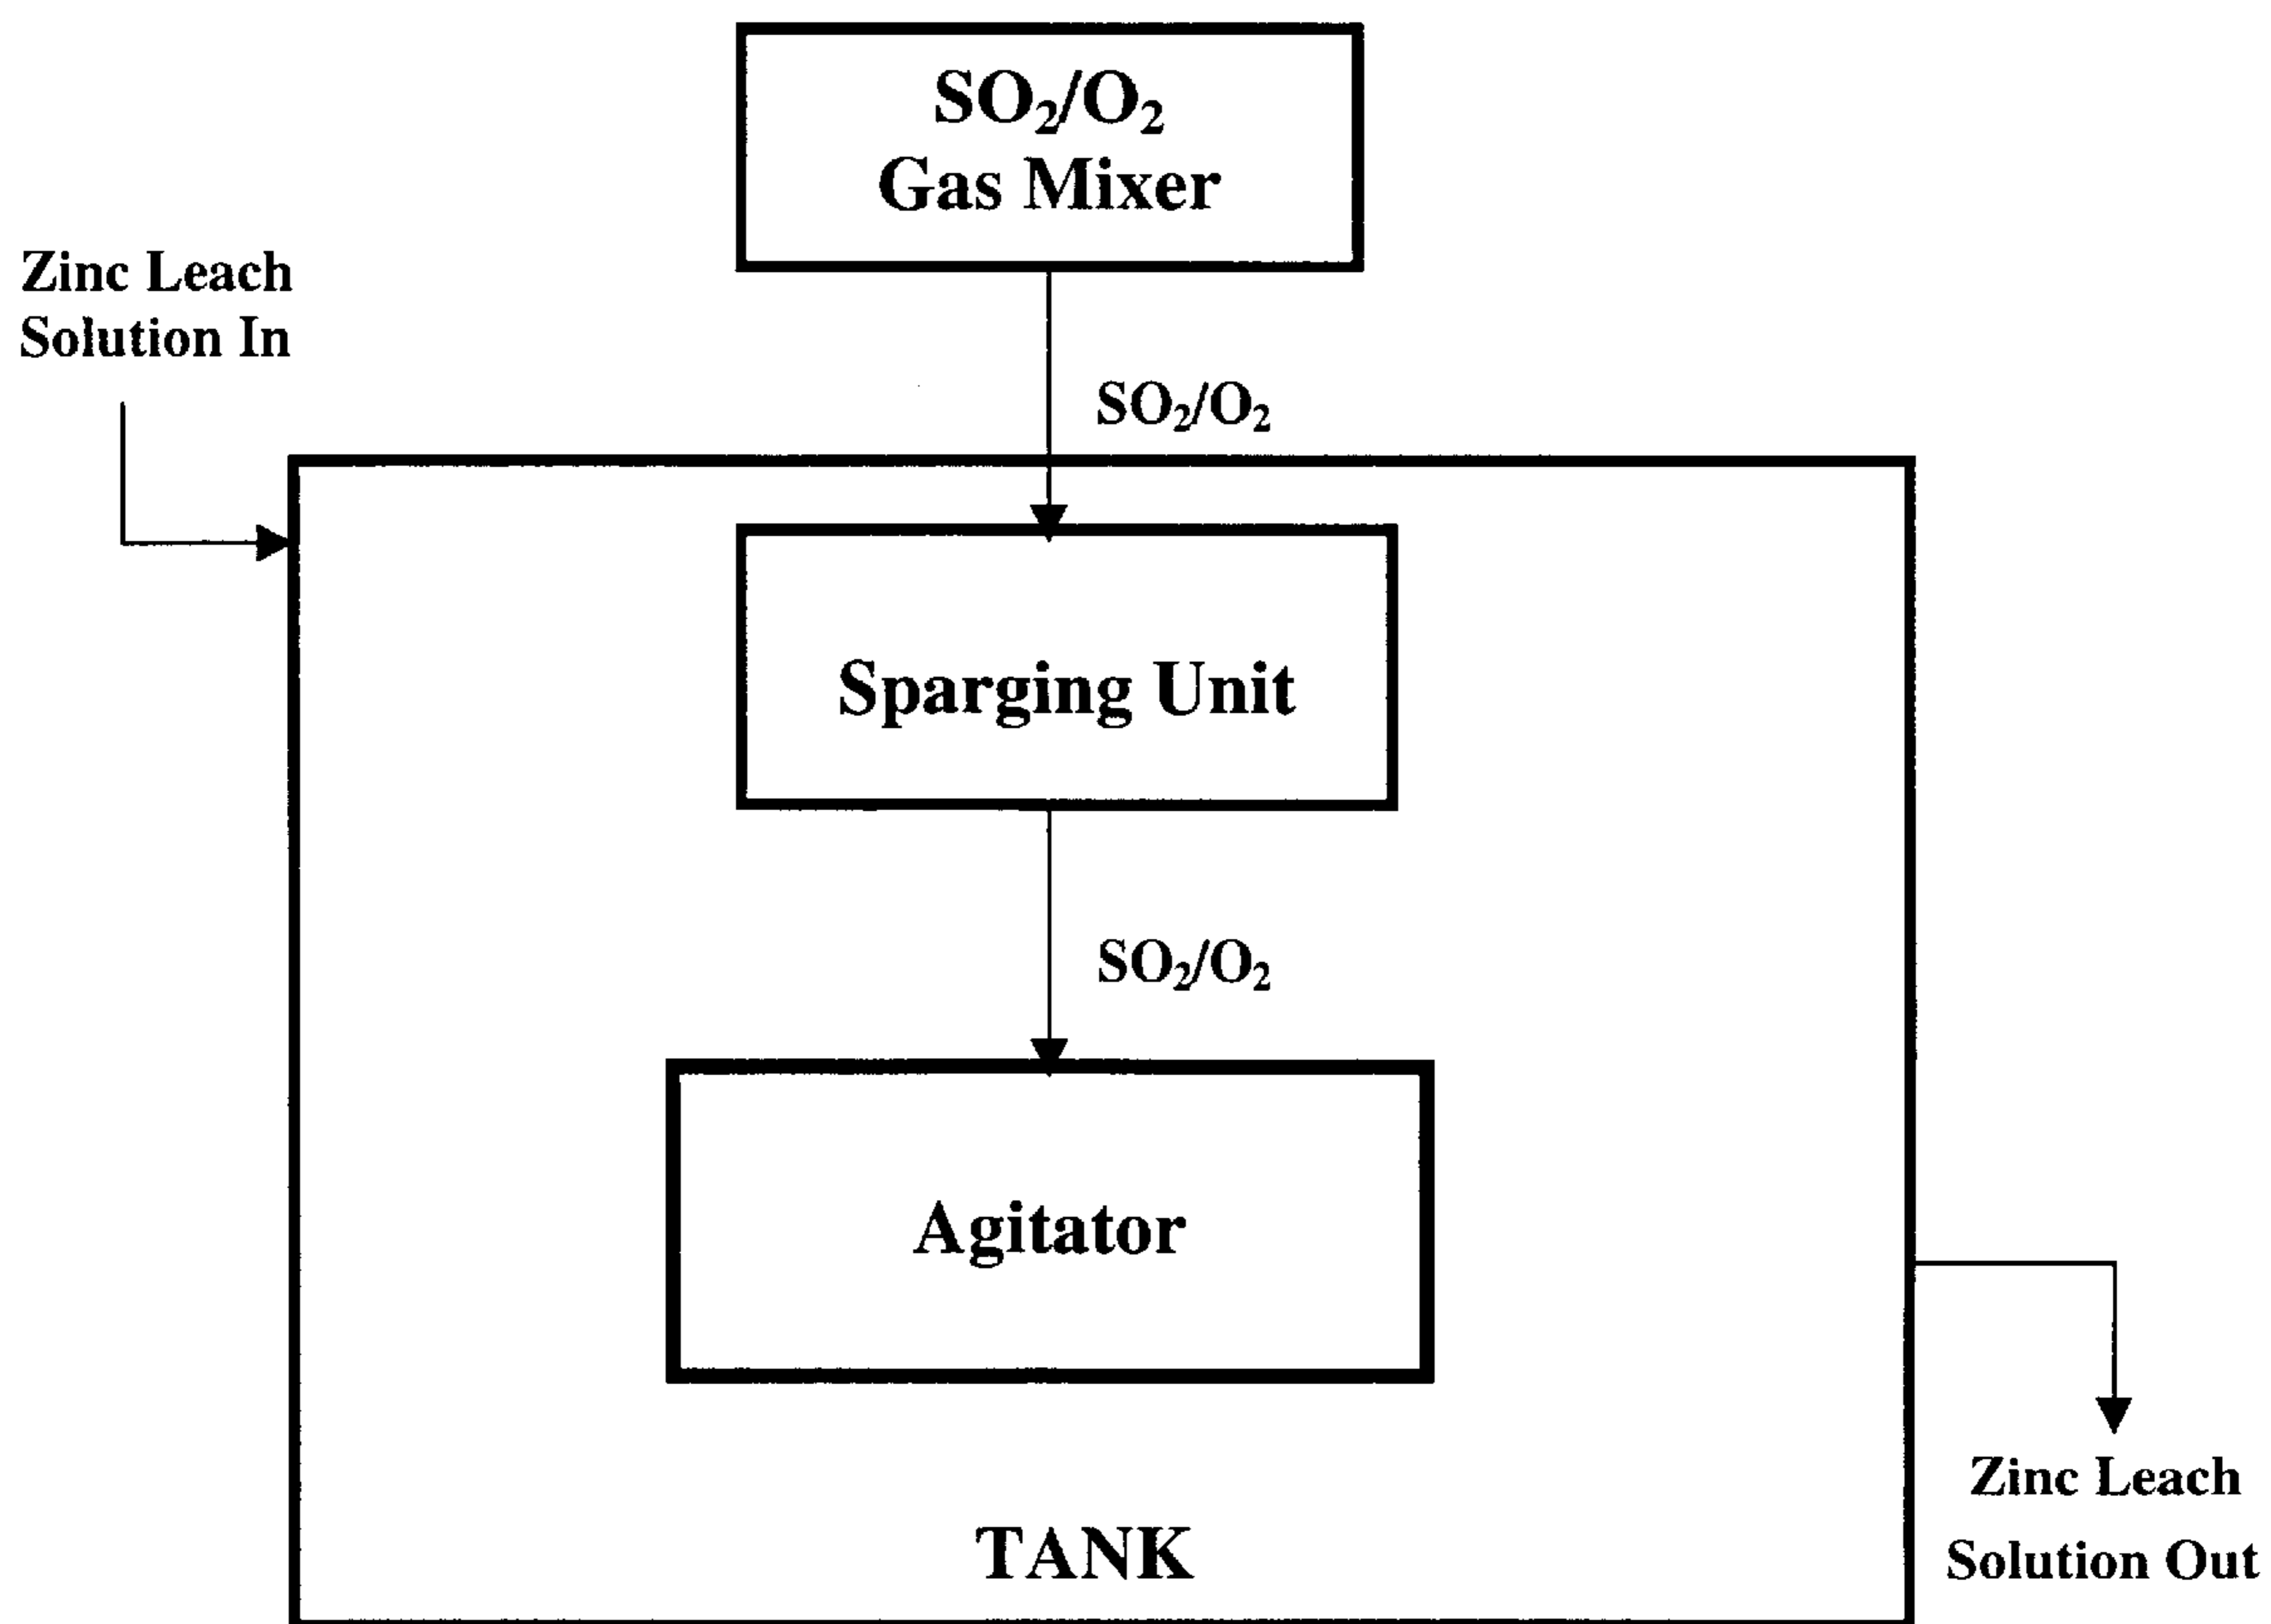 SO₂/O₂
Gas Mixer
Zinc Leach
Solution In
SO₂/O₂
Sparging Unit
SO₂/O₂
Agitator
Zinc Leach
Solution Out
TANK